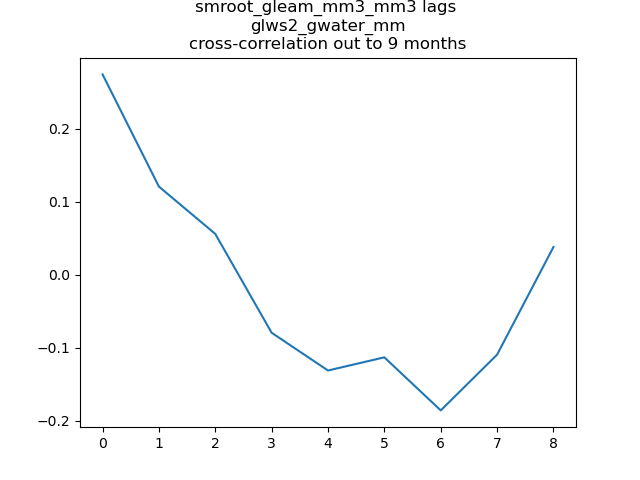 smroot_gleam_mm3_mm3 lags
glws2_gwater_mm
cross-correlation out to 9 months
0.2
0.1
0.0
−0.1
−0.2
0 1 2 3 4 5 6 7 8